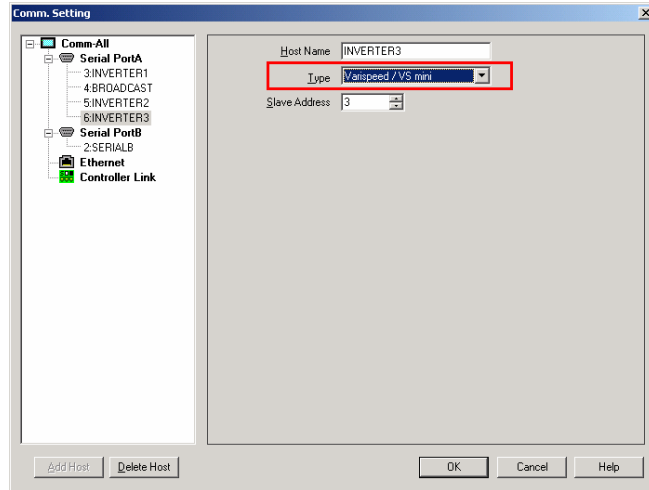 Comm. Setting
Comm-All
Serial PortA
3:INVERTER1
4:BROADCAST
5:INVERTER2
6:INVERTER3
Serial PortB
2:SERIALB
Ethernet
Controller Link
Host Name INVERTER3
Type Varispeed / VS mini
Slave Address 3
Add Host Delete Host OK Cancel Help